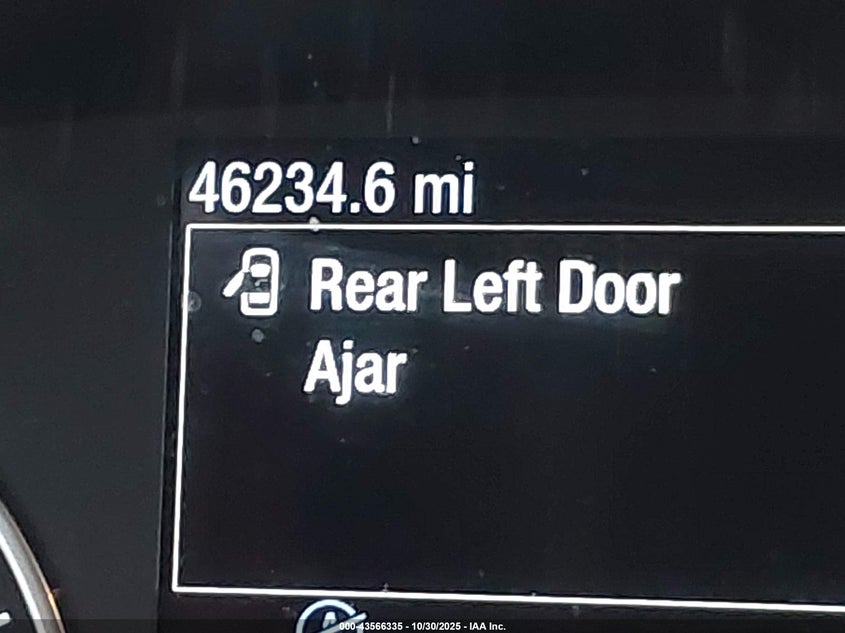 46234.6 mi
Rear Left Door
Ajar
000-43566335 - 10/30/2025 - IAA Inc.